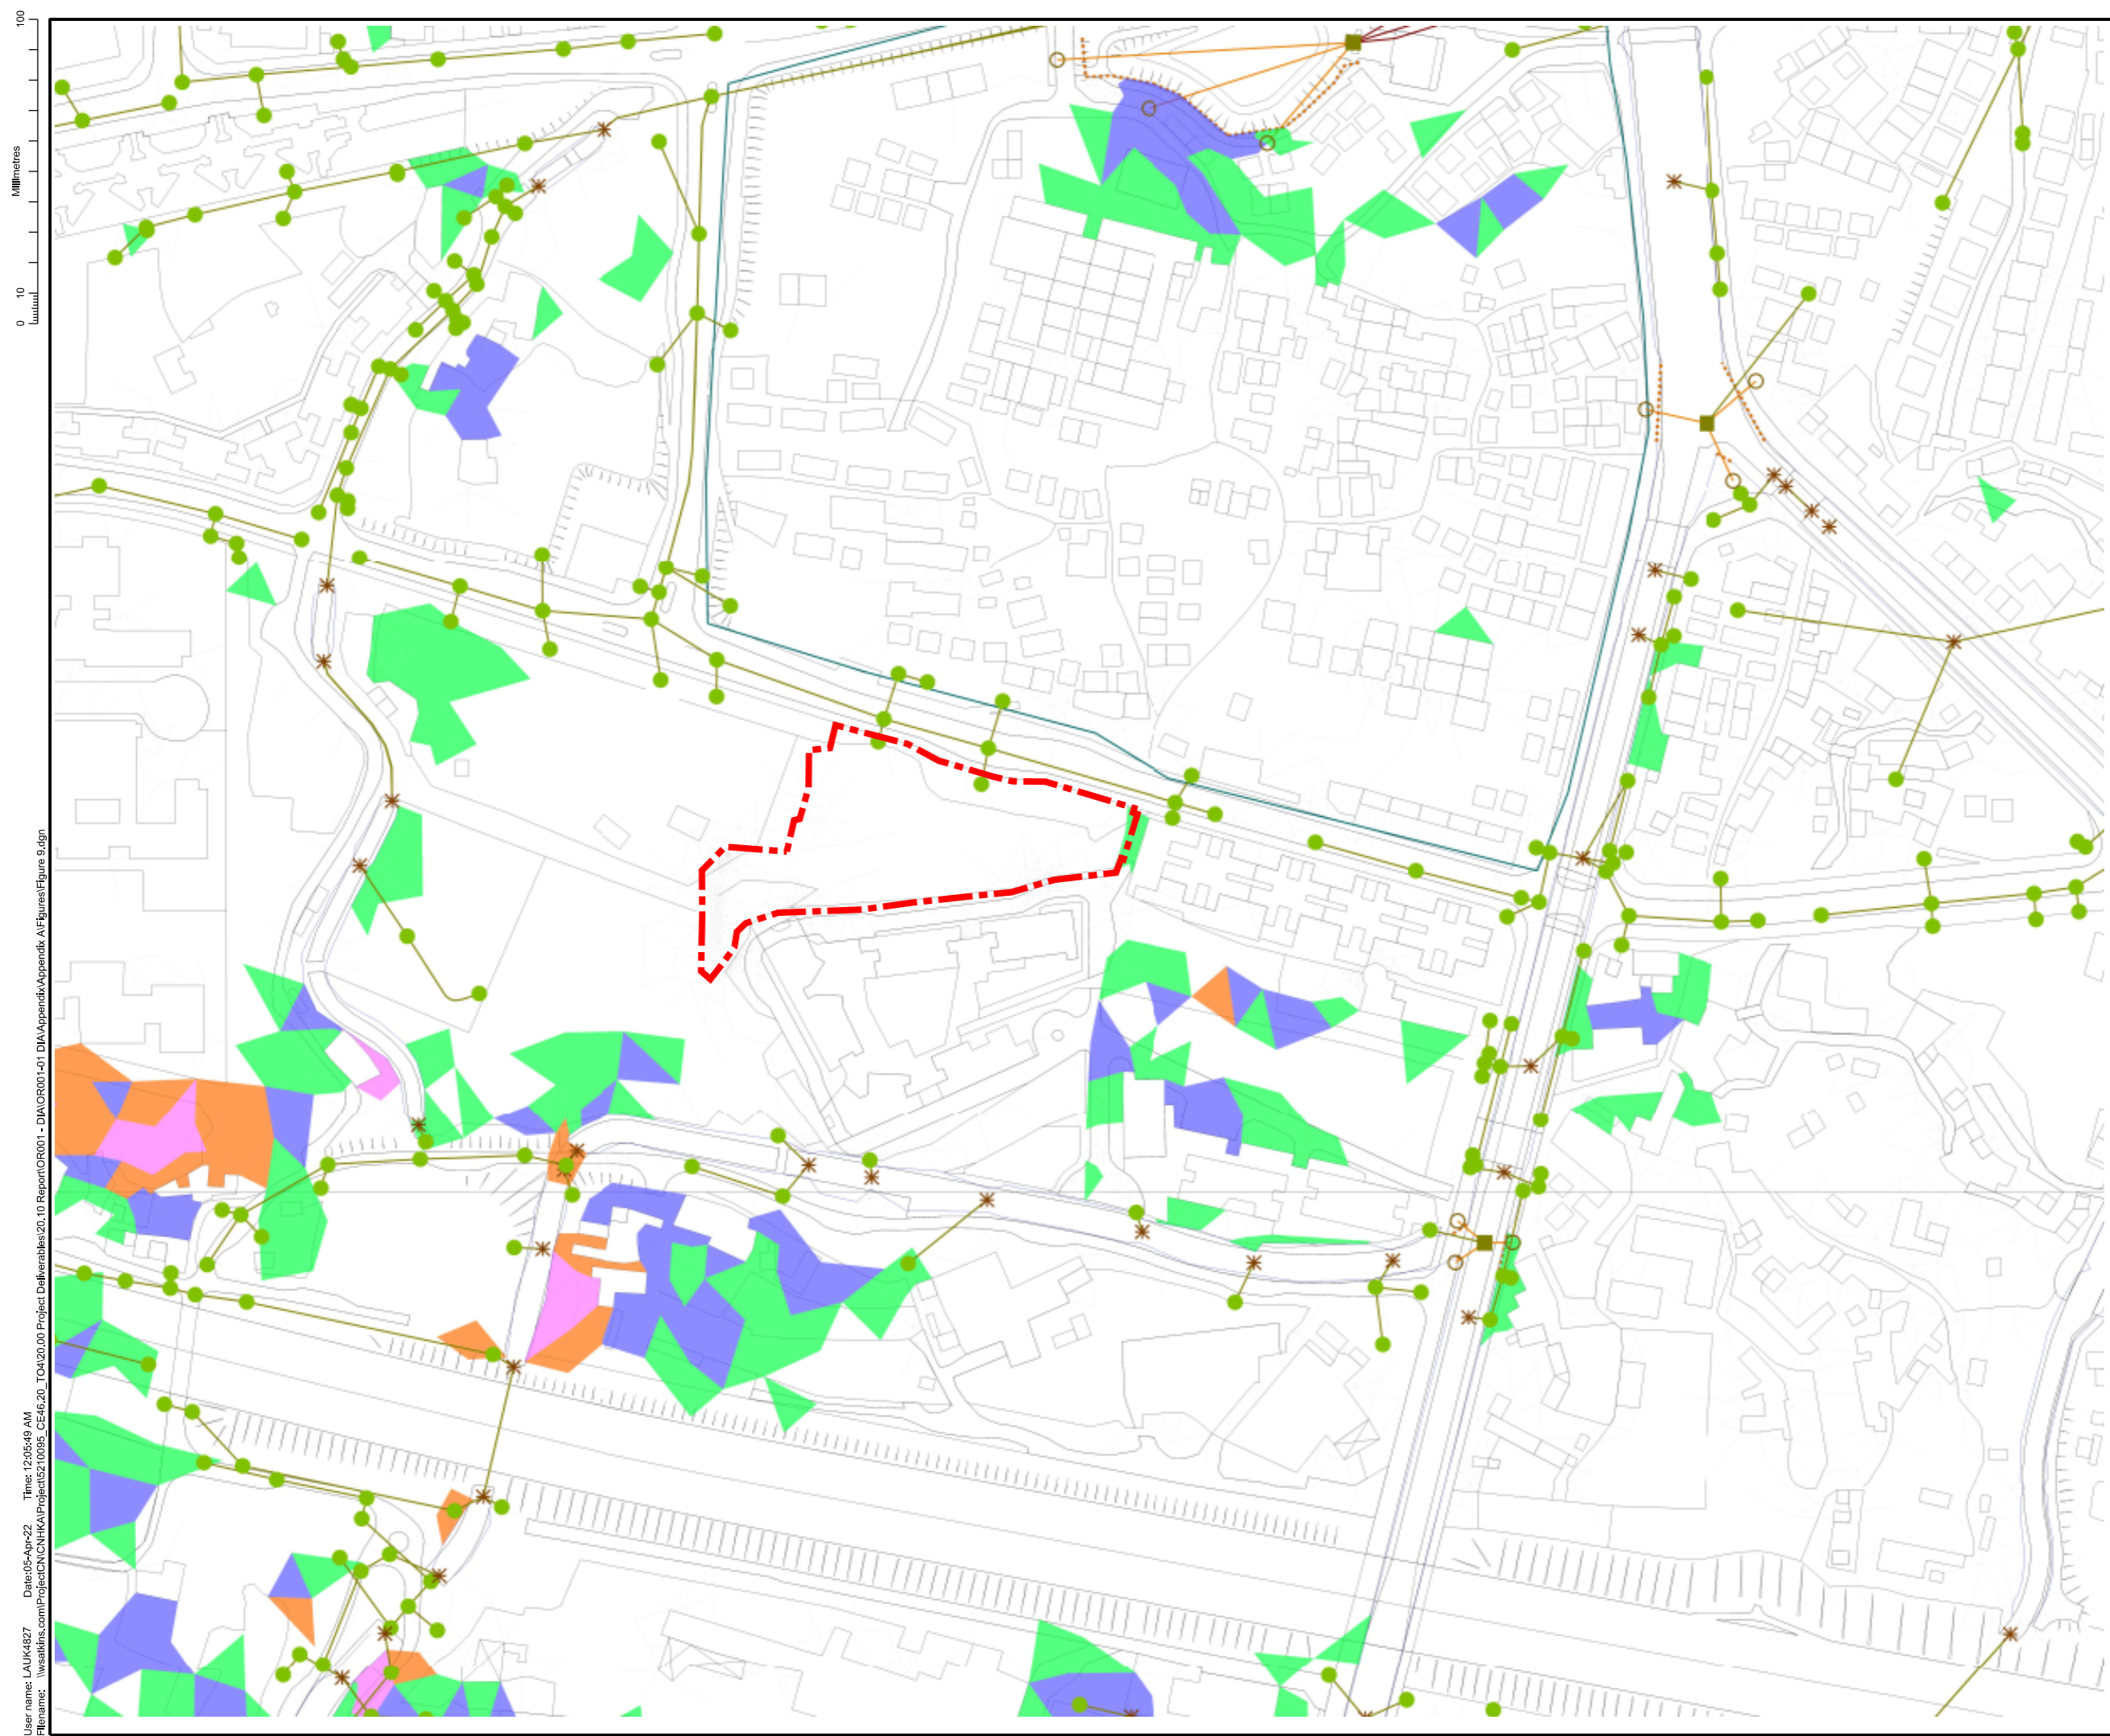 100
Millimetres
10
0
User name: LAUK4827 Date:05-Apr-22 Time: 12:05:49 AM
Filename: \\wsatkins.com\Project\CN\CNHKA\Project\5210095_CE46.20_TO4\20.00 Project Deliverables\20.10 Report\OR001 - DIA\OR001-01 DIA\Appendix\Appendix A\Figures\Figure 9.dgn